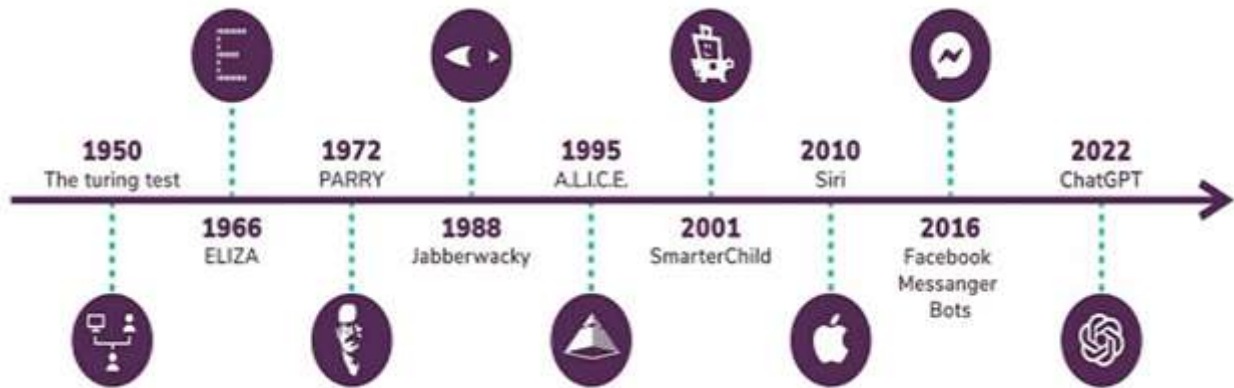 1950
The turing test
1966
ELIZA
1972
PARRY
1988
Jabberwacky
1995
A.L.I.C.E.
2001
SmarterChild
2010
Siri
2016
Facebook
Messanger
Bots
2022
ChatGPT
E